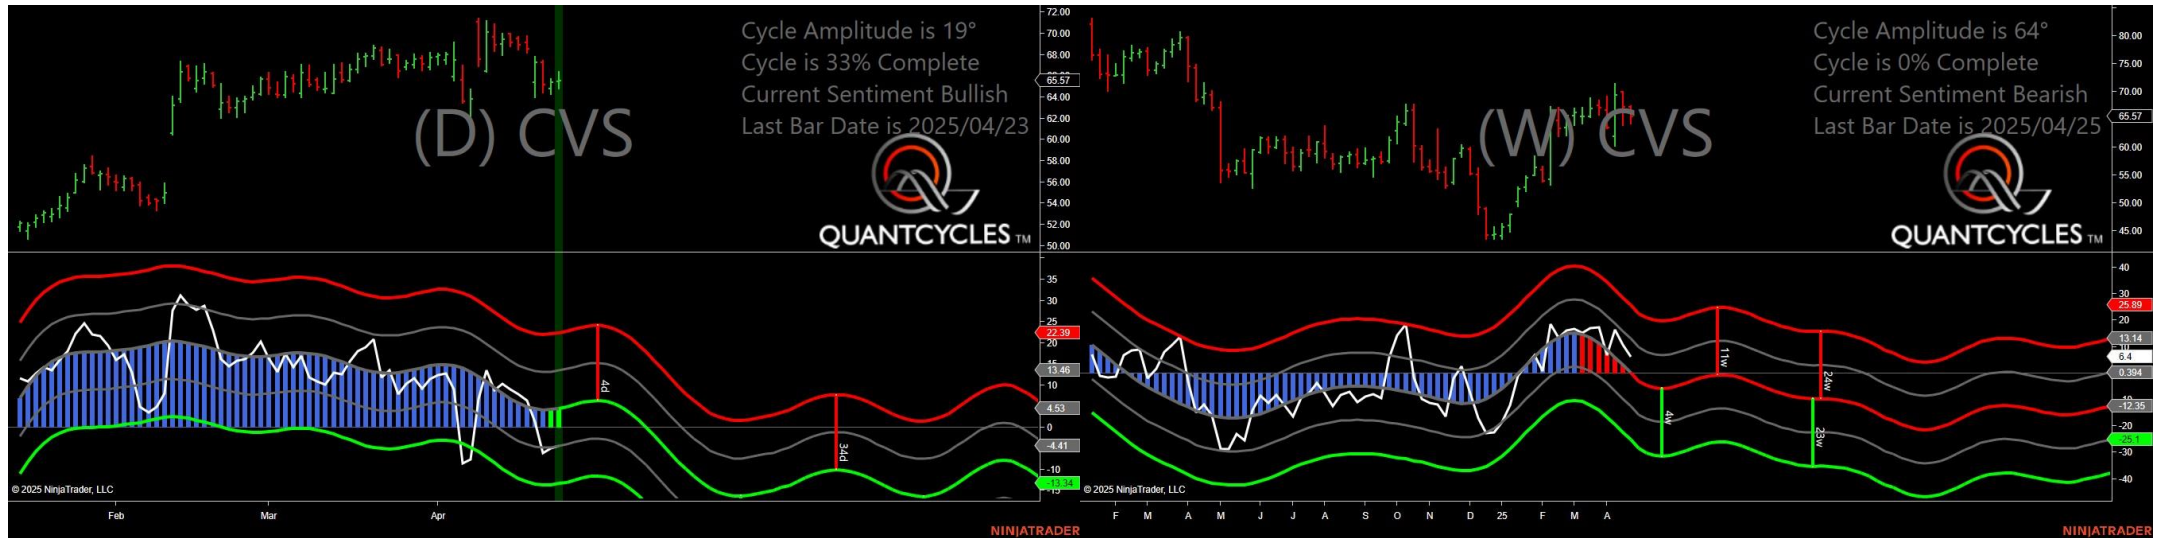 Cycle Amplitude is 19°
Cycle is 33% Complete
Current Sentiment Bullish
Last Bar Date is 2025/04/23
(D) CVS
QUANTCYCLES TM
72.00
70.00
68.00
65.57
64.00
62.00
60.00
58.00
56.00
54.00
52.00
50.00
35
30
25
22.39
20
15
13.46
10
4.53
0
-4.41
-10
-13.34
4d
34d
© 2025 NinjaTrader, LLC
Feb
Mar
Apr
NINJATRADER
Cycle Amplitude is 64°
Cycle is 0% Complete
Current Sentiment Bearish
Last Bar Date is 2025/04/25
(W) CVS
QUANTCYCLES TM
80.00
75.00
70.00
65.57
60.00
55.00
50.00
45.00
40
30
25.89
20
13.14
6.4
0.394
-12.35
-20
-25.1
-30
-40
11w
24w
4w
23w
© 2025 NinjaTrader, LLC
F
M
A
M
J
J
A
S
O
N
D
25
F
M
A
NINJATRADER